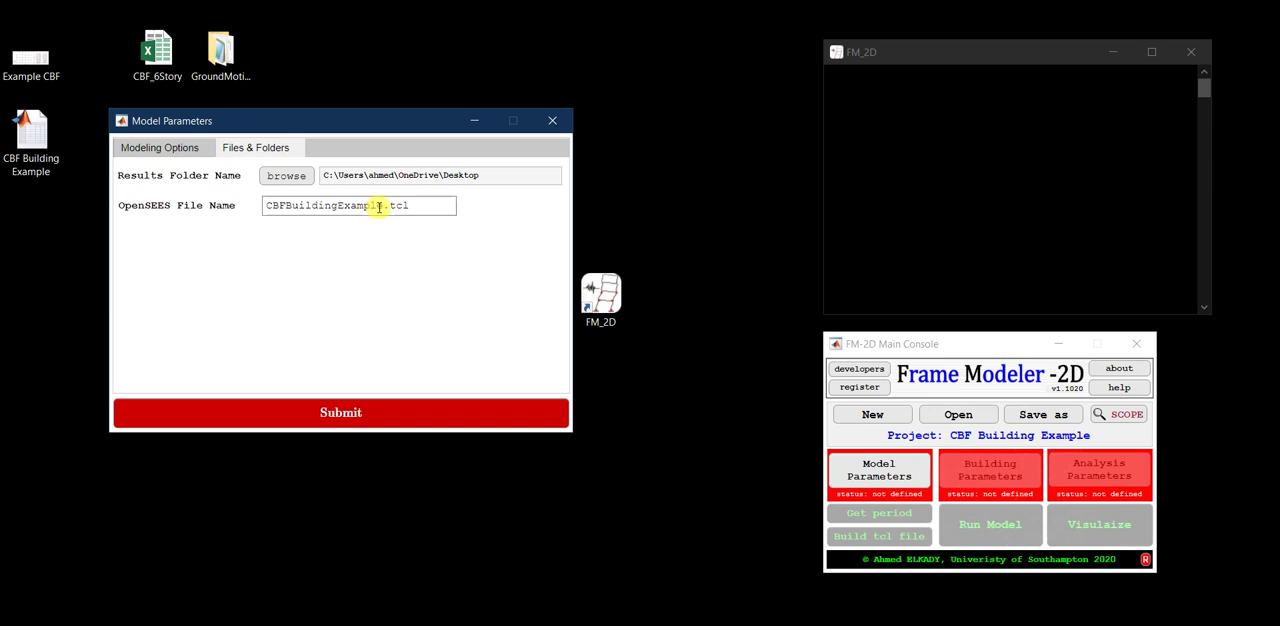 Example CBF
CBF Building
Example
CBF_6Story
GroundMoti...
Model Parameters
Modeling Options
Files & Folders
Results Folder Name
browse
C:\Users\ahmed\OneDrive\Desktop
OpenSEES File Name
CBFBuildingExample.tcl
Submit
FM_2D
FM_2D
FM-2D Main Console
developers
register
Frame Modeler -2D
v1.1020
about
help
New
Open
Save as
SCOPE
Project: CBF Building Example
Model
Parameters
status: not defined
Building
Parameters
status: not defined
Analysis
Parameters
status: not defined
Get period
Build tcl file
Run Model
Visulaize
© Ahmed ELKADY, Univeristy of Southampton 2020
R